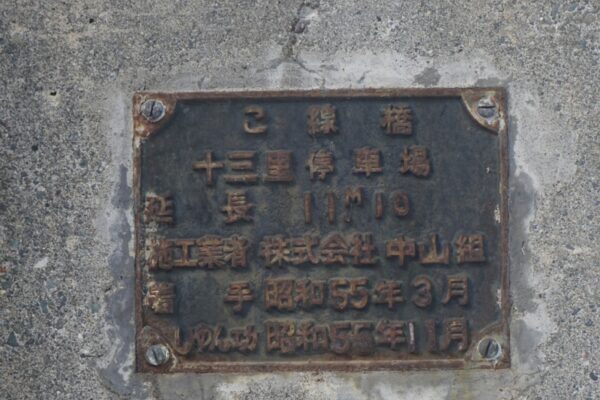 こ線橋
十三里停車場
延長 11M10
施工業者 株式会社 中山組
着手 昭和55年3月
しゅん功 昭和55年11月